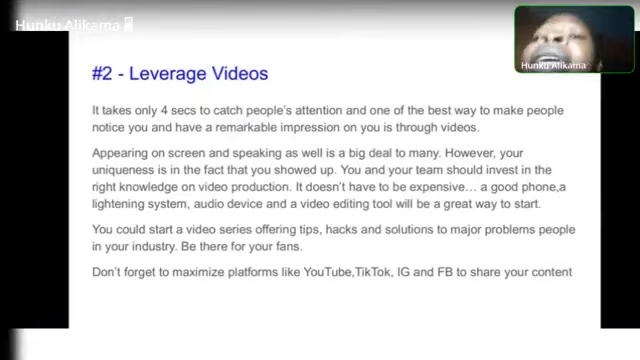 Hunku Alikama
Hunku Alikama
#2 - Leverage Videos
It takes only 4 secs to catch people's attention and one of the best way to make people
notice you and have a remarkable impression on you is through videos.
Appearing on screen and speaking as well is a big deal to many. However, your
uniqueness is in the fact that you showed up. You and your team should invest in the
right knowledge on video production. It doesn't have to be expensive… a good phone,a
lightening system, audio device and a video editing tool will be a great way to start.
You could start a video series offering tips, hacks and solutions to major problems people
in your industry. Be there for your fans.
Don't forget to maximize platforms like YouTube,TikTok, IG and FB to share your content